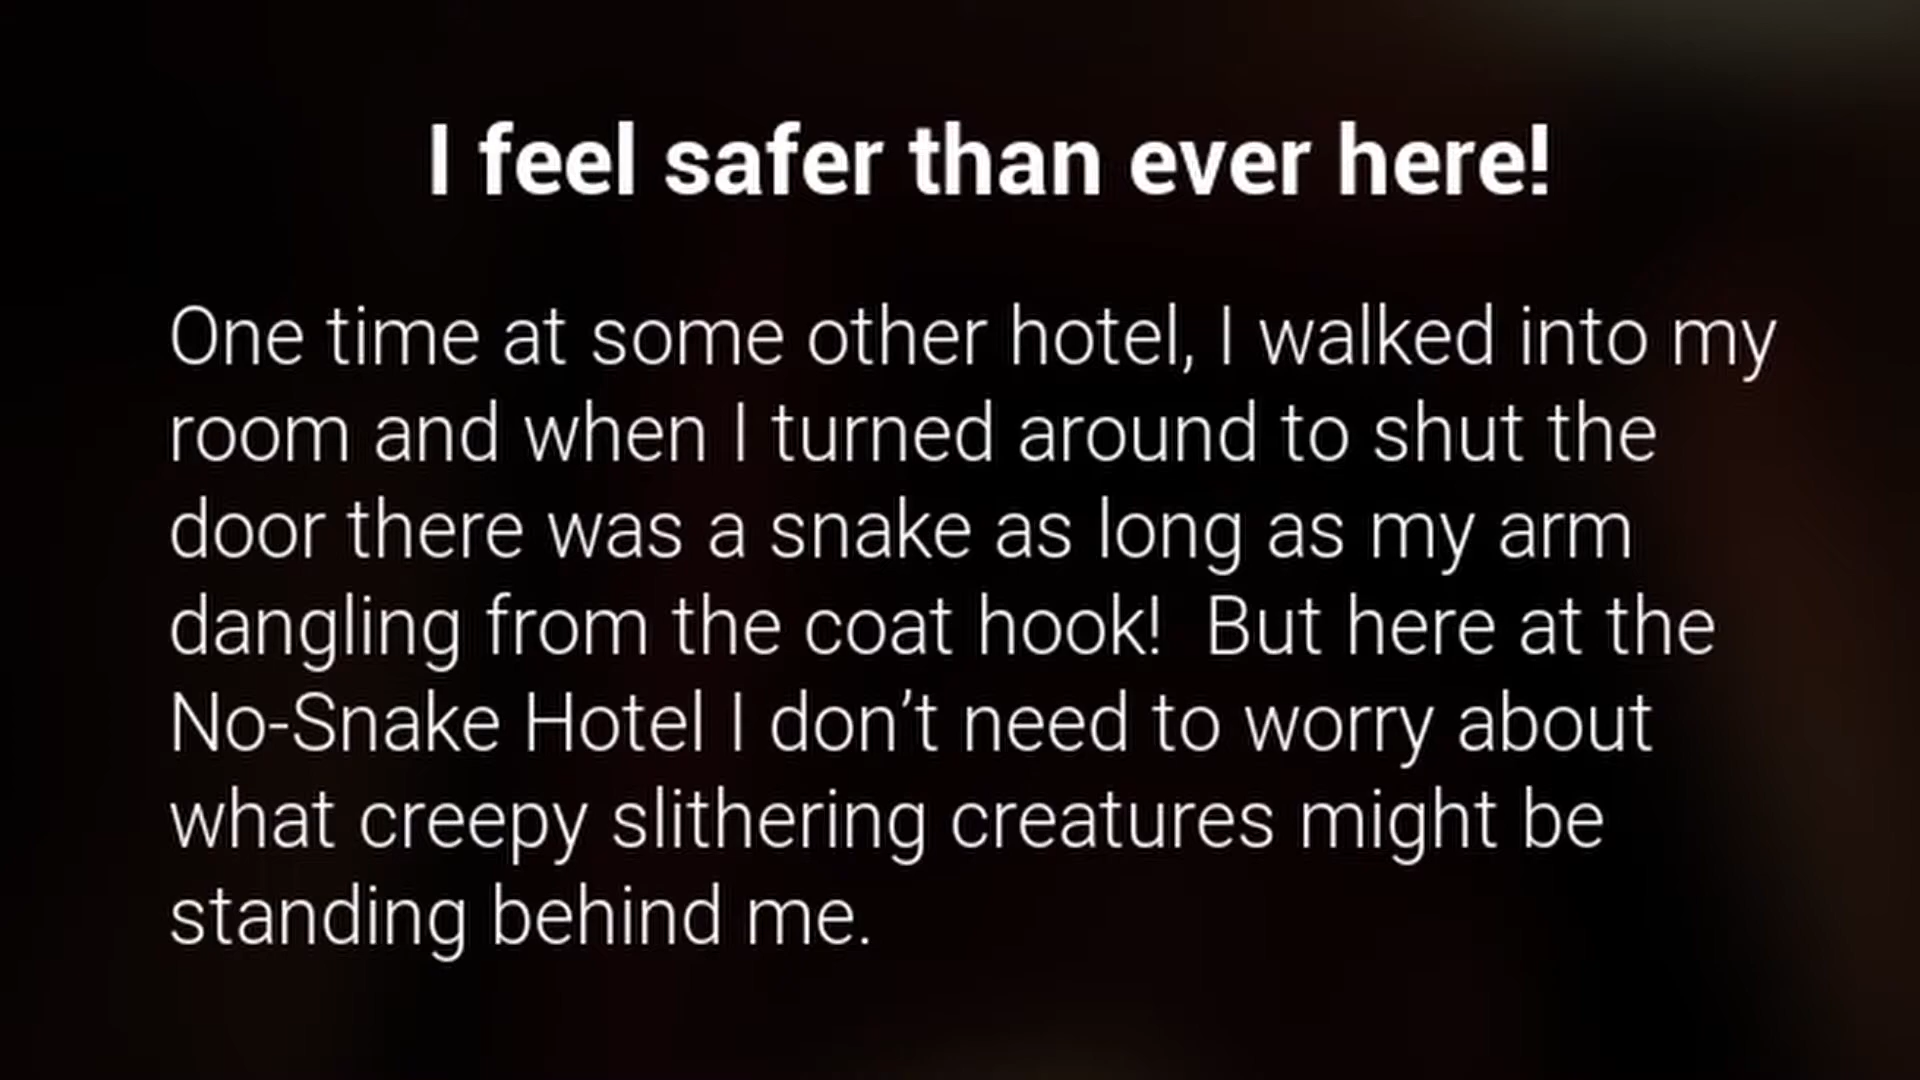 I feel safer than ever here!
One time at some other hotel, I walked into my
room and when I turned around to shut the
door there was a snake as long as my arm
dangling from the coat hook!  But here at the
No-Snake Hotel I don’t need to worry about
what creepy slithering creatures might be
standing behind me.